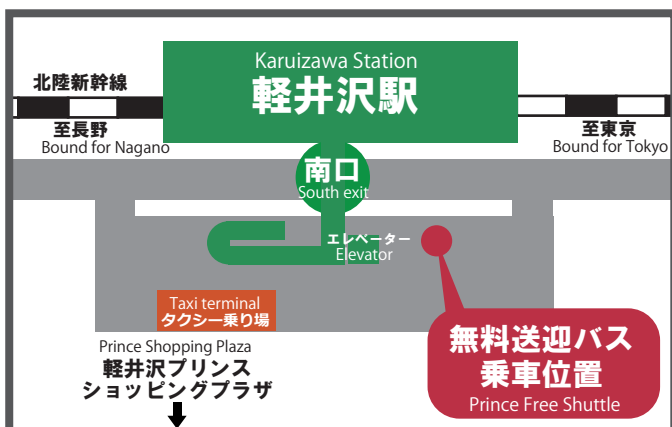 Karuizawa Station
軽井沢駅
北陸新幹線
至長野
Bound for Nagano
至東京
Bound for Tokyo
南口
South exit
エレベーター
Elevator
Taxi terminal
タクシー乗り場
Prince Shopping Plaza
軽井沢プリンス
ショッピングプラザ
無料送迎バス
乗車位置
Prince Free Shuttle